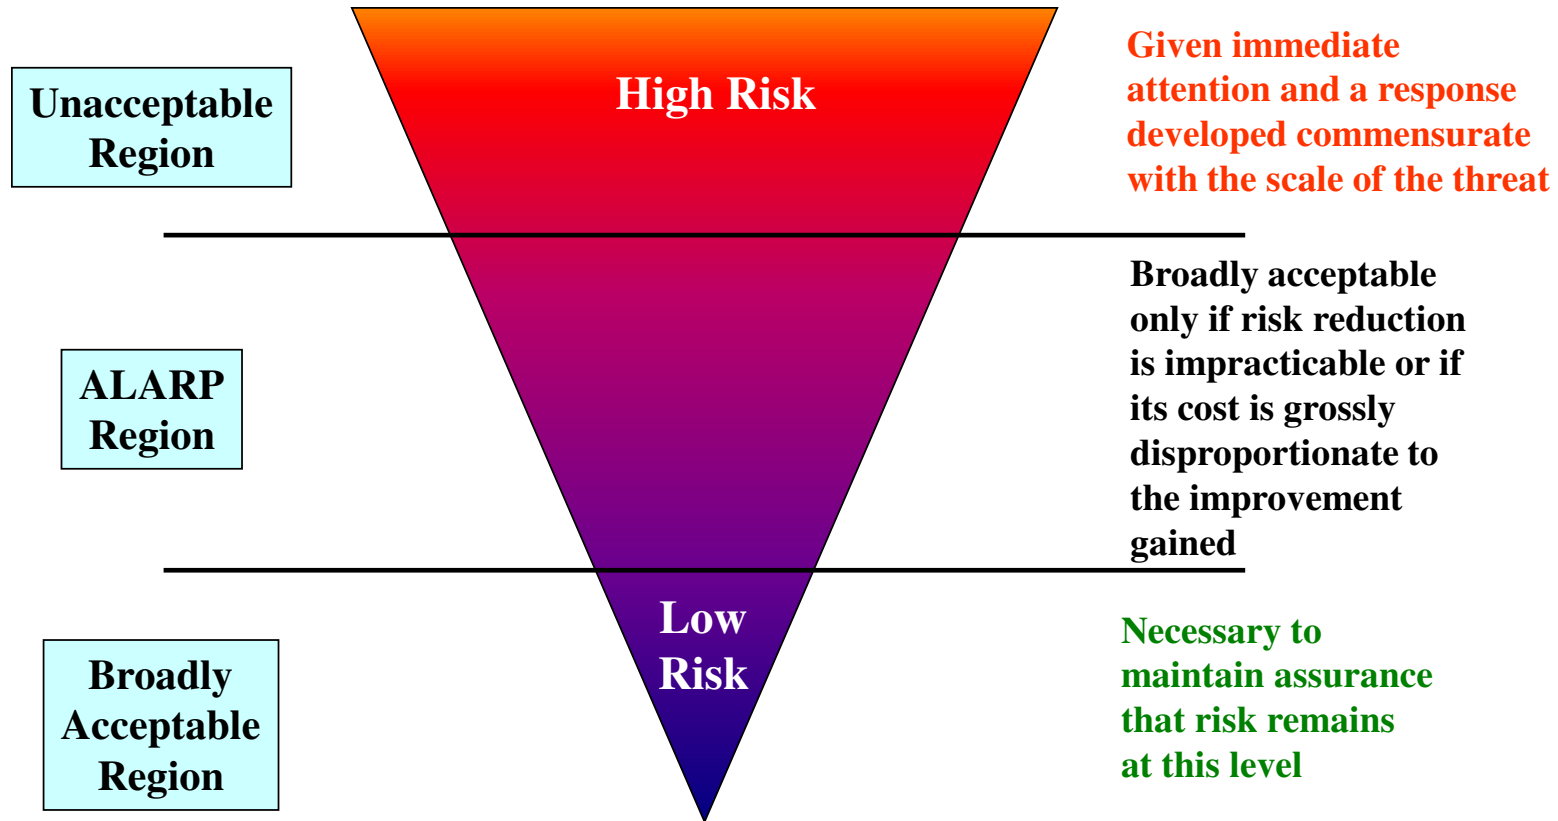 Unacceptable
Region
High Risk
Given immediate
attention and a response
developed commensurate
with the scale of the threat
ALARP
Region
Broadly acceptable
only if risk reduction
is impracticable or if
its cost is grossly
disproportionate to
the improvement
gained
Broadly
Acceptable
Region
Low
Risk
Necessary to
maintain assurance
that risk remains
at this level